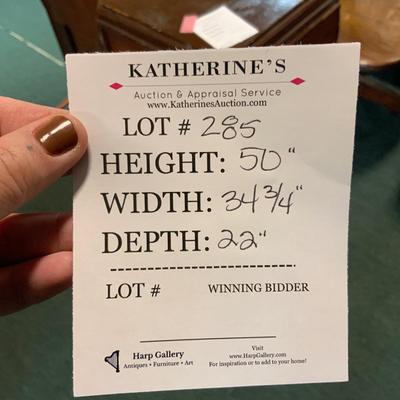 KATHERINE'S
Auction & Appraisal Service
www.KatherinesAuction.com
LOT # 285
HEIGHT: 50"
WIDTH: 34 3/4"
DEPTH: 22"
LOT # WINNING BIDDER
Harp Gallery
Antiques • Furniture • Art
Visit
www.HarpGallery.com
For inspiration or to add to your home!